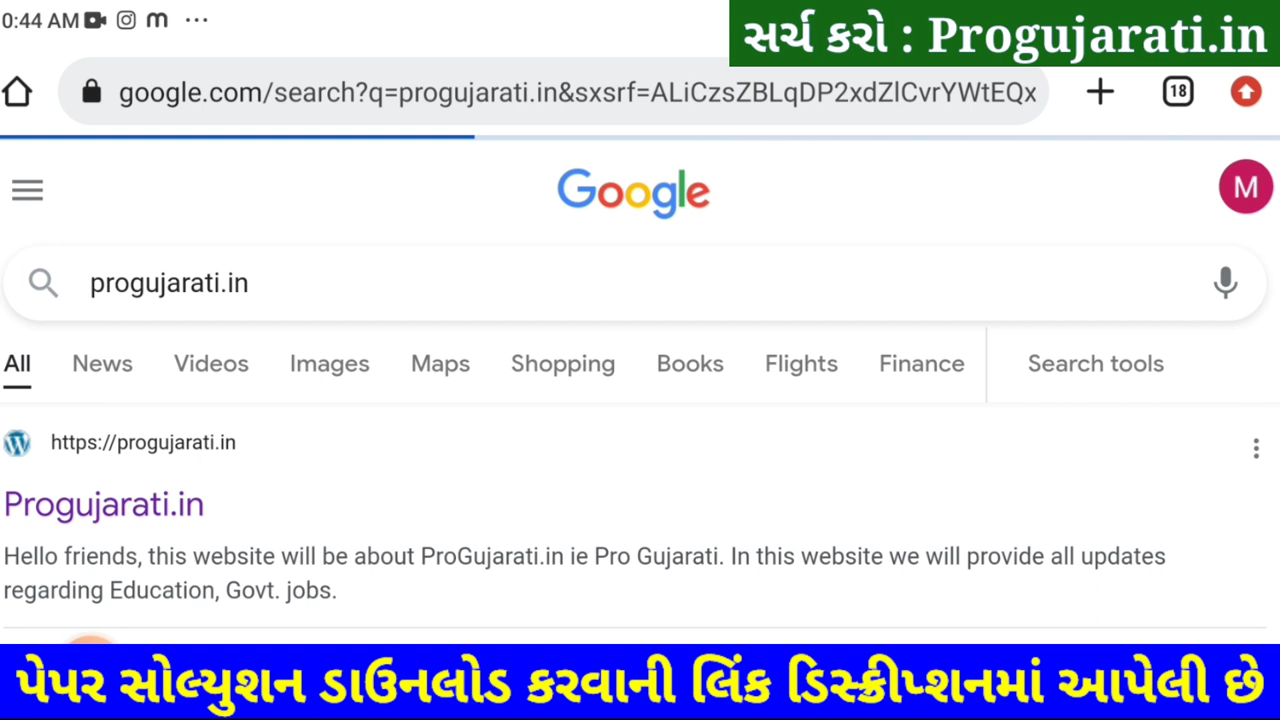 0:44 AM
સર્ચ કરો : Progujarati.in
google.com/search?q=progujarati.in&sxsrf=ALiCzsZBLqDP2xdZlCvrYWtEQx
18
Google
M
progujarati.in
All News Videos Images Maps Shopping Books Flights Finance Search tools
https://progujarati.in
Progujarati.in
Hello friends, this website will be about ProGujarati.in ie Pro Gujarati. In this website we will provide all updates
regarding Education, Govt. jobs.
પેપર સોલ્યુશન ડાઉનલોડ કરવાની લિંક ડિસ્ક્રીપ્શનમાં આપેલી છે